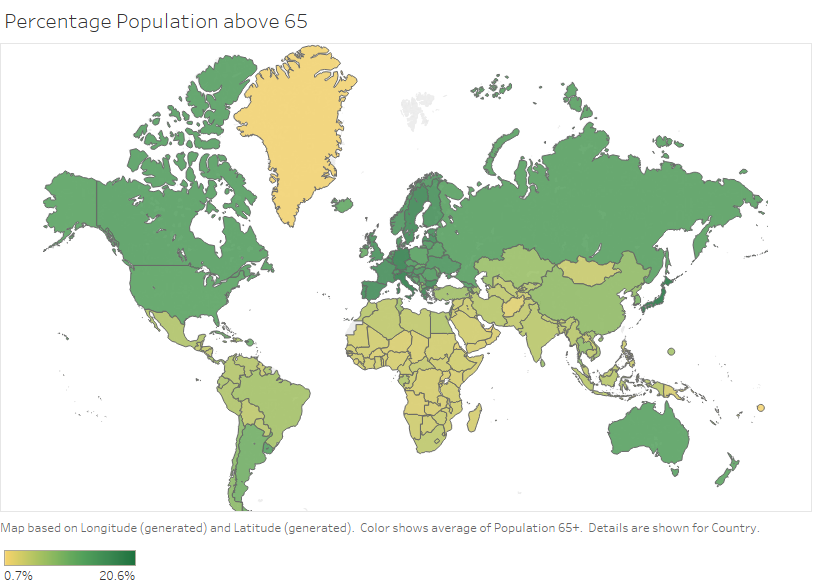 Percentage Population above 65
Map based on Longitude (generated) and Latitude (generated).  Color shows average of Population 65+.  Details are shown for Country.
0.7% 20.6%